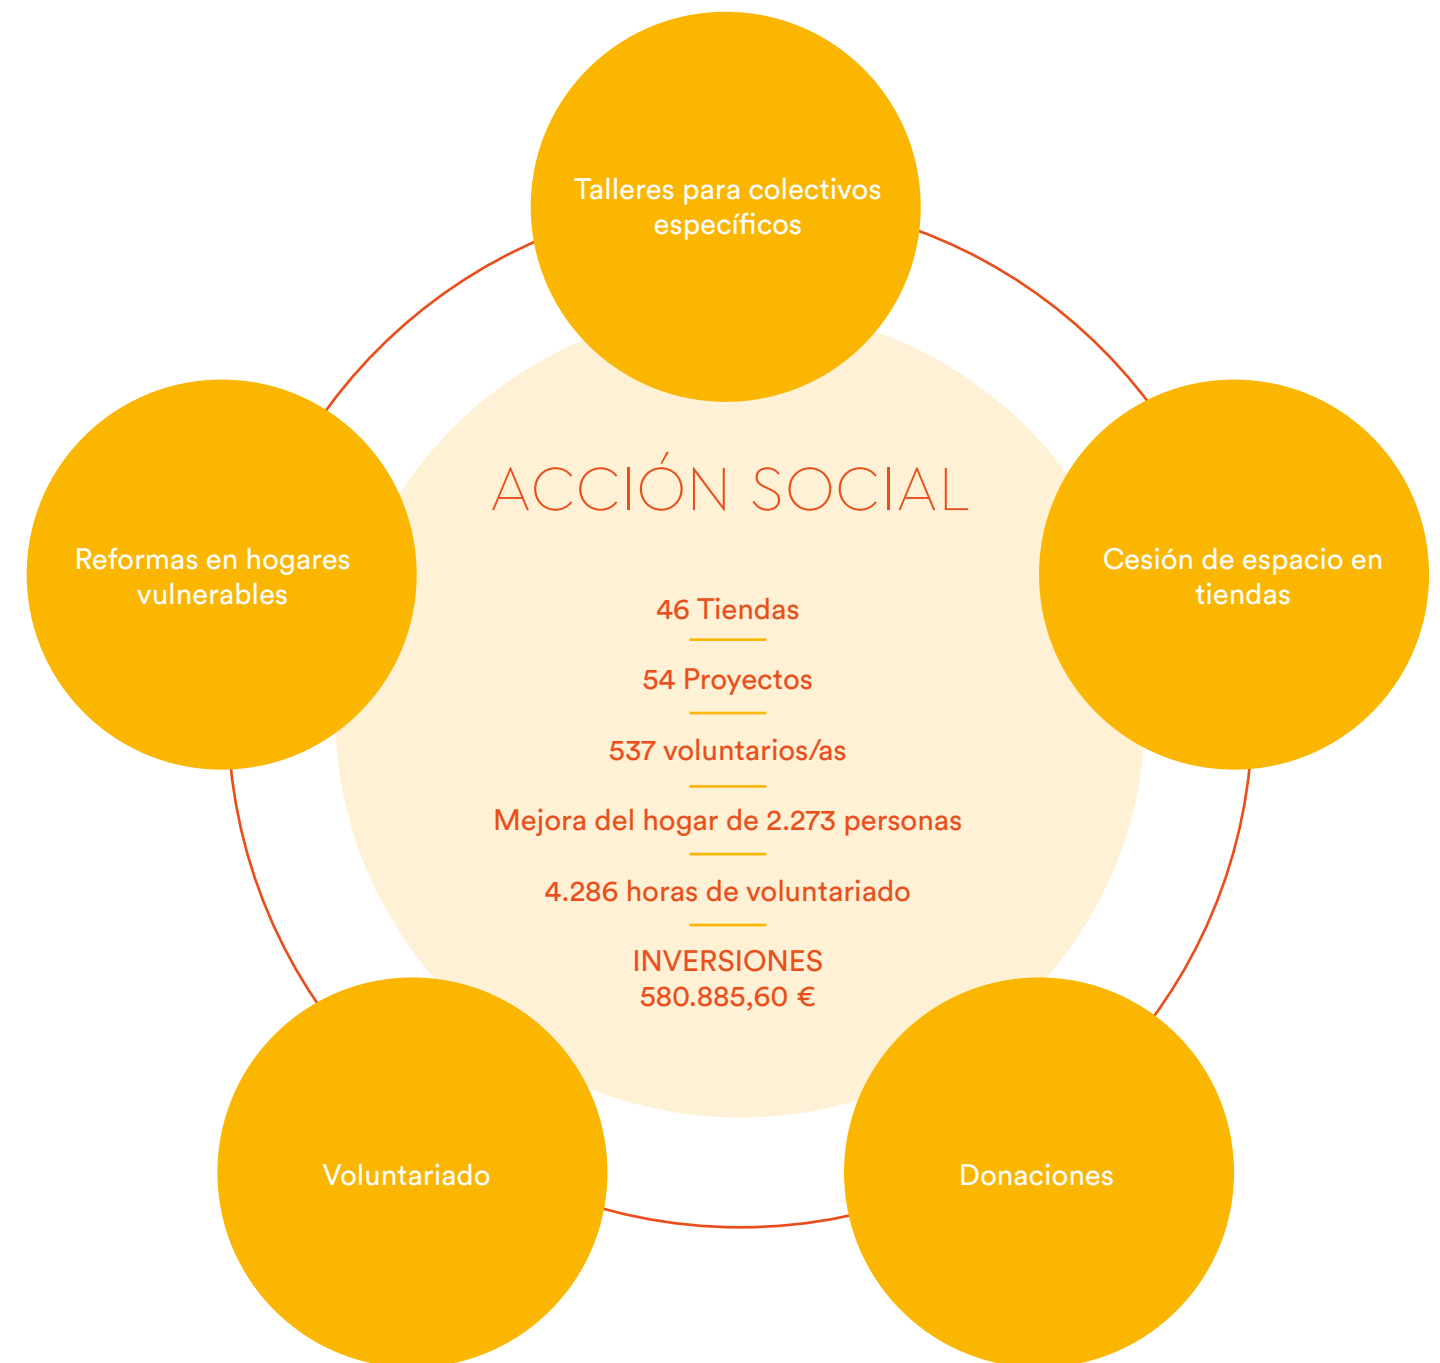 Talleres para colectivos
específicos
Reformas en hogares
vulnerables
Cesión de espacio en
tiendas
ACCIÓN SOCIAL
46 Tiendas
54 Proyectos
537 voluntarios/as
Mejora del hogar de 2.273 personas
4.286 horas de voluntariado
INVERSIONES
580.885,60 €
Voluntariado
Donaciones